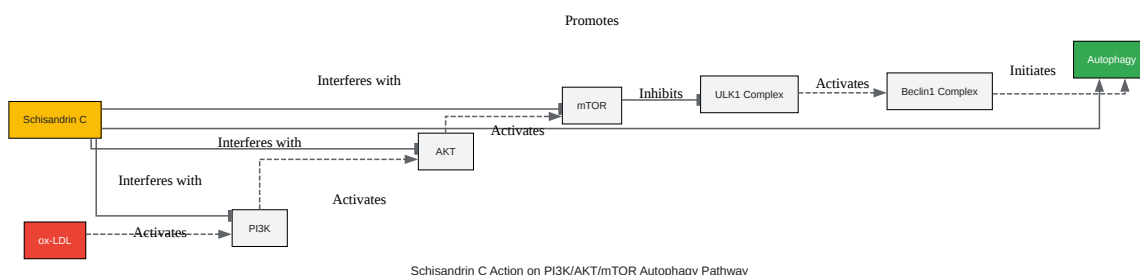 Promotes
Autophagy
Initiates
Interferes with
Activates
Beclin1 Complex
ULK1 Complex
Inhibits
mTOR
Schisandrin C
Activates
Interferes with
AKT
Interferes with
Activates
PI3K
Activates
ox-LDL
Schisandrin C Action on PI3K/AKT/mTOR Autophagy Pathway